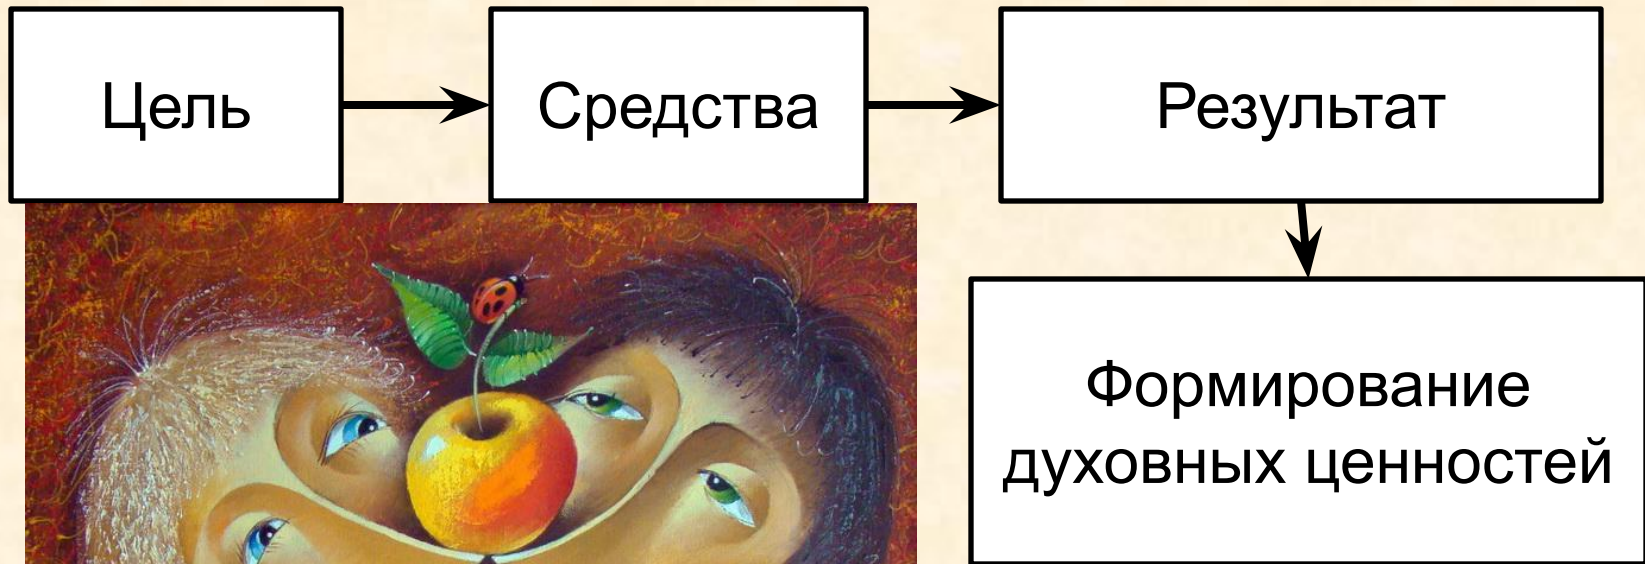 Цель
Средства
Результат
Формирование
духовных ценностей